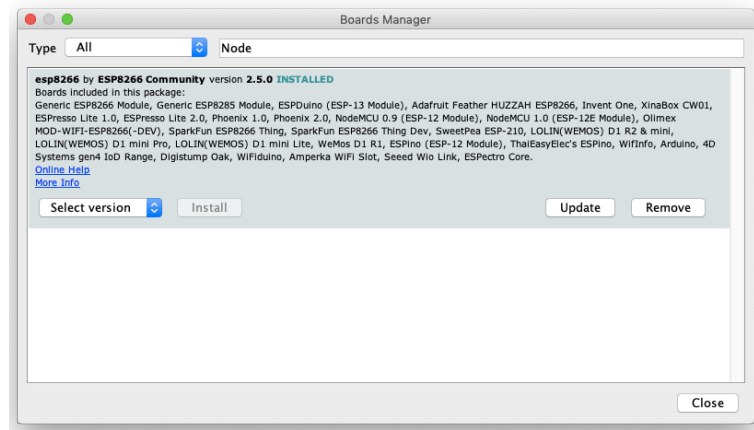 Boards Manager
Type All Node
esp8266 by ESP8266 Community version 2.5.0 INSTALLED
Boards included in this package:
Generic ESP8266 Module, Generic ESP8285 Module, ESPDuino (ESP-13 Module), Adafruit Feather HUZZAH ESP8266, Invent One, XinaBox CW01,
ESPresso Lite 1.0, ESPresso Lite 2.0, Phoenix 1.0, Phoenix 2.0, NodeMCU 0.9 (ESP-12 Module), NodeMCU 1.0 (ESP-12E Module), Olimex
MOD-WIFI-ESP8266(-DEV), SparkFun ESP8266 Thing, SparkFun ESP8266 Thing Dev, SweetPea ESP-210, LOLIN(WEMOS) D1 R2 & mini,
LOLIN(WEMOS) D1 mini Pro, LOLIN(WEMOS) D1 mini Lite, WeMos D1 R1, ESPino (ESP-12 Module), ThaiEasyElec's ESPino, WifInfo, Arduino, 4D
Systems gen4 IoD Range, Digistump Oak, WiFiduino, Amperka WiFi Slot, Seeed Wio Link, ESPectro Core.
Online Help
More Info
Select version Install Update Remove
Close